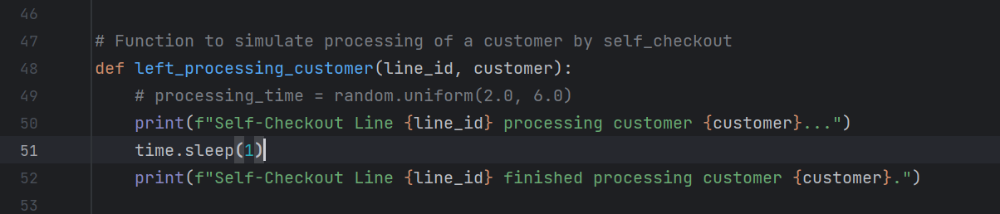 46
47 # Function to simulate processing of a customer by self_checkout
48 def left_processing_customer(line_id, customer):
49     # processing_time = random.uniform(2.0, 6.0)
50     print(f"Self-Checkout Line {line_id} processing customer {customer}...")
51     time.sleep(1)
52     print(f"Self-Checkout Line {line_id} finished processing customer {customer}.")
53